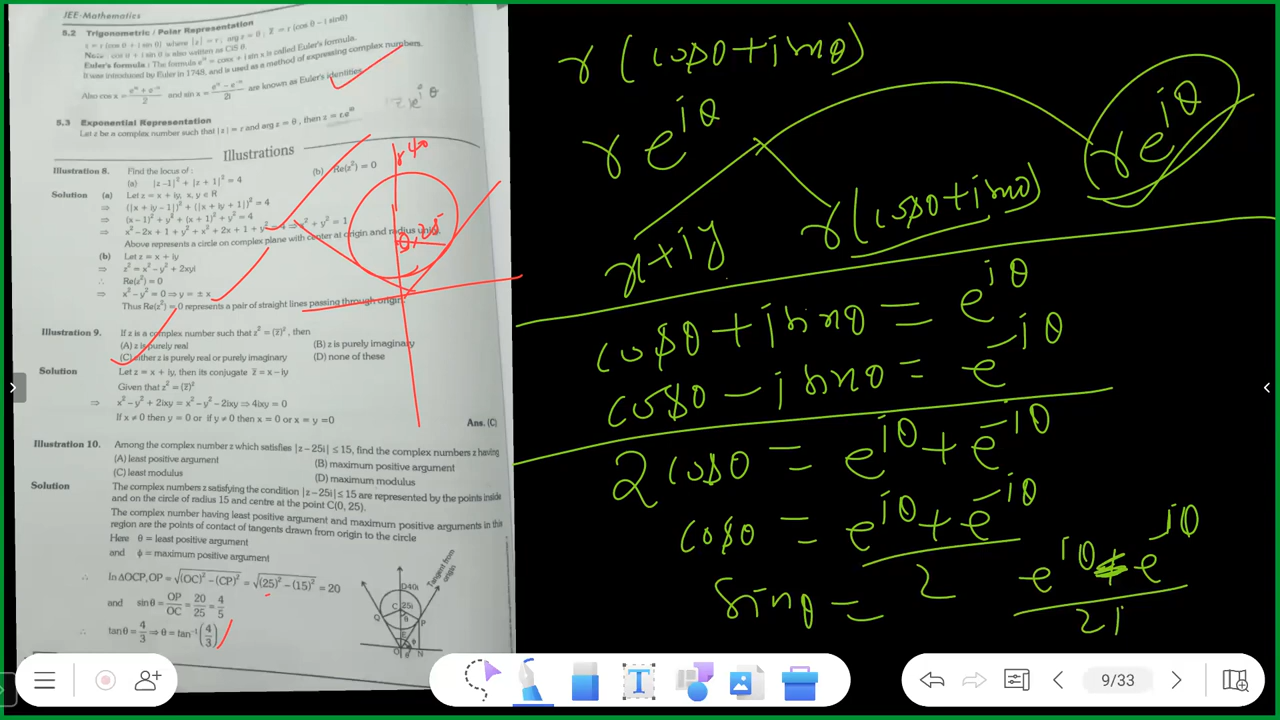 JEE-Mathematics
5.2 Trigonometric / Polar Representation
z = r (cos θ + i sin θ) where |z| = r; arg z = θ; z̅ = r (cos θ – i sinθ)
Note: cos θ + i sin θ is also written as CiS θ
Euler's formula : The formula e^ix = cosx + i sin x is called Euler's formula.
It was introduced by Euler in 1748, and is used as a method of expressing complex numbers.
Also cos x = (e^ix + e^-ix)/2 and sin x = (e^ix – e^-ix)/2i are known as Euler's identities
5.3 Exponential Representation
Let z be a complex number such that |z| = r and arg z = θ, then z = r.e^iθ
Illustrations
Illustration 8. Find the locus of :
(a) |z–1|² + |z + 1|² = 4 (b) Re(z²) = 0
Solution (a) Let z = x + iy, x, y ∈ R
⇒ (|x + iy – 1|²) + (|x + iy + 1|²) = 4
⇒ (x – 1)² + y² + (x + 1)² + y² = 4
⇒ x² – 2x + 1 + y² + x² + 2x + 1 + y² = 4 ⇒ x² + y² = 1
Above represents a circle on complex plane with center at origin and radius unity.
(b) Let z = x + iy
⇒ z² = x² – y² + 2xyi
∴ Re(z²) = 0
⇒ x² – y² = 0 ⇒ y = ± x
Thus Re(z²) = 0 represents a pair of straight lines passing through origin.
Illustration 9. If z is a complex number such that z² = (z̅)², then
(A) z is purely real (B) z is purely imaginary
(C) either z is purely real or purely imaginary (D) none of these
Solution Let z = x + iy, then its conjugate z̅ = x – iy
Given that z² = (z̅)²
⇒ x² – y² + 2ixy = x² – y² – 2ixy ⇒ 4ixy = 0
If x ≠ 0 then y = 0 or if y ≠ 0 then x = 0 or x = y = 0
Ans. (C)
Illustration 10. Among the complex number z which satisfies |z – 25i| ≤ 15, find the complex numbers z having
(A) least positive argument (B) maximum positive argument
(C) least modulus (D) maximum modulus
Solution The complex numbers z satisfying the condition |z – 25i| ≤ 15 are represented by the points inside
and on the circle of radius 15 and centre at the point C(0, 25).
The complex number having least positive argument and maximum positive arguments in this
region are the points of contact of tangents drawn from origin to the circle
Here θ = least positive argument
and φ = maximum positive argument
∴ In ΔOCP, OP = √((OC)² – (CP)²) = √((25)² – (15)²) = 20
and sinθ = OP/OC = 20/25 = 4/5
∴ tanθ = 4/3 ⇒ θ = tan⁻¹(4/3)
D40i
C 25i
Q P
E
O N
Tangent from
origin
0,25
r(cosθ + i sinθ)
r e^iθ
r e^iθ
x + iy
r(cosθ + i sinθ)
cosθ + i sinθ = e^iθ
cosθ – i sinθ = e^–iθ
2 cosθ = e^iθ + e^–iθ
cosθ = (e^iθ + e^–iθ)/2
sinθ =
2i
9/33